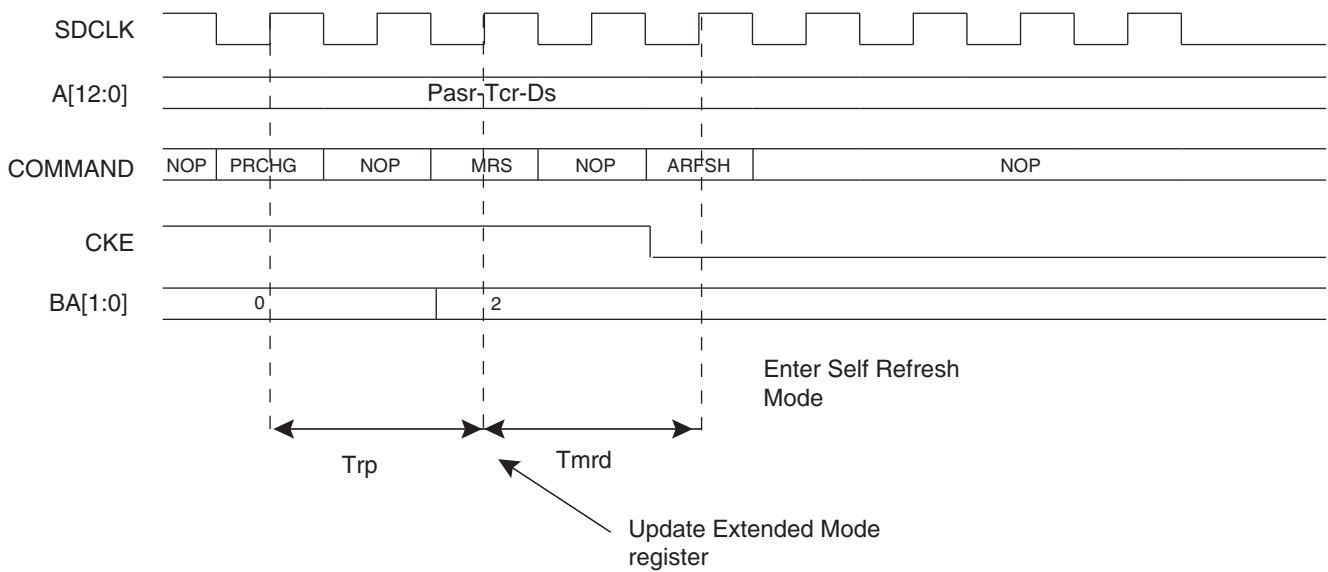 SDCLK
A[12:0] Pasr-Tcr-Ds
COMMAND NOP PRCHG NOP MRS NOP ARFSH NOP
CKE
BA[1:0] 0 2
Enter Self Refresh
Mode
Trp Tmrd
Update Extended Mode
register